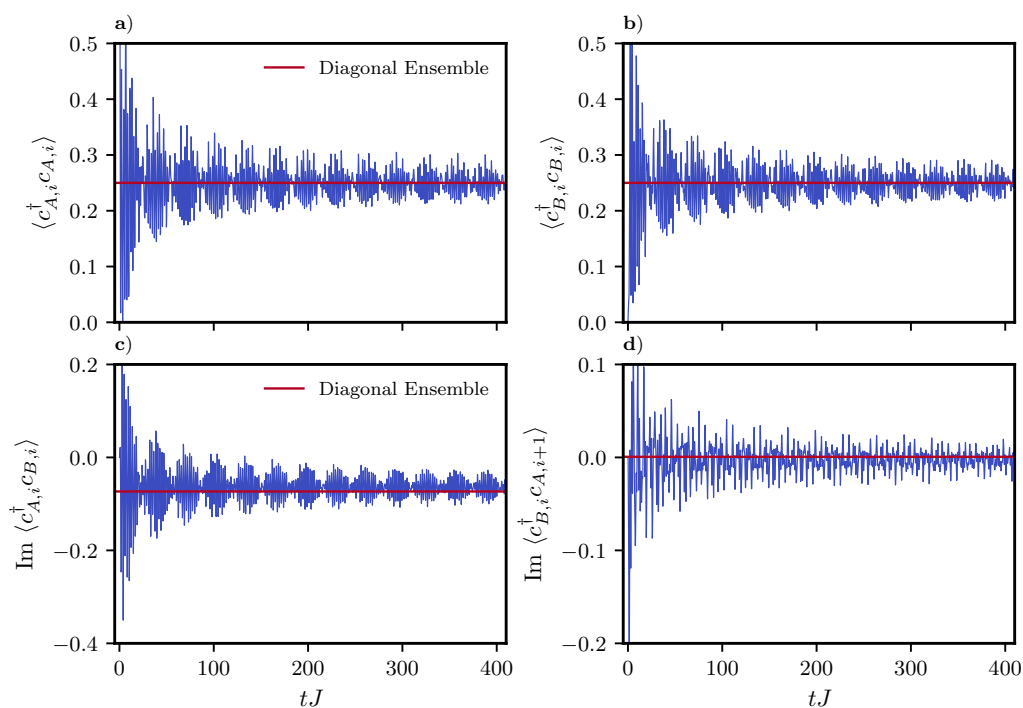 a)
0.5
0.4
0.3
0.2
0.1
0.0
⟨c†A,i cA,i⟩
Diagonal Ensemble
b)
0.5
0.4
0.3
0.2
0.1
0.0
⟨c†B,i cB,i⟩
c)
0.2
0.0
−0.2
−0.4
Im ⟨c†A,i cB,i⟩
Diagonal Ensemble
0 100 200 300 400
tJ
d)
0.1
0.0
−0.1
−0.2
Im ⟨c†B,i cA,i+1⟩
0 100 200 300 400
tJ